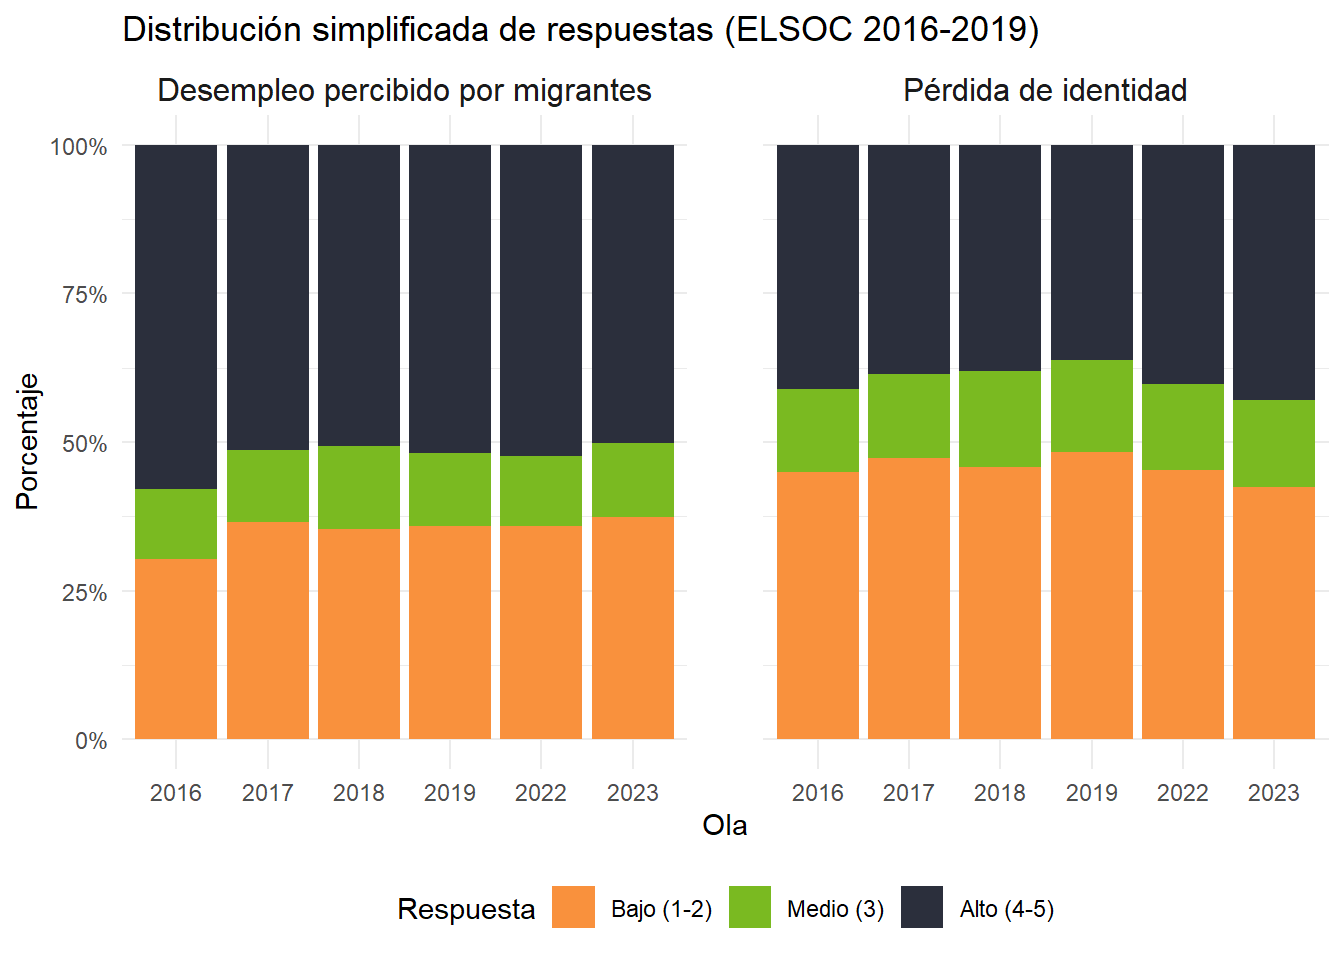 Distribución simplificada de respuestas (ELSOC 2016-2019)
Desempleo percibido por migrantes
Pérdida de identidad
Porcentaje
100%
75%
50%
25%
0%
2016 2017 2018 2019 2022 2023
2016 2017 2018 2019 2022 2023
Ola
Respuesta Bajo (1-2) Medio (3) Alto (4-5)